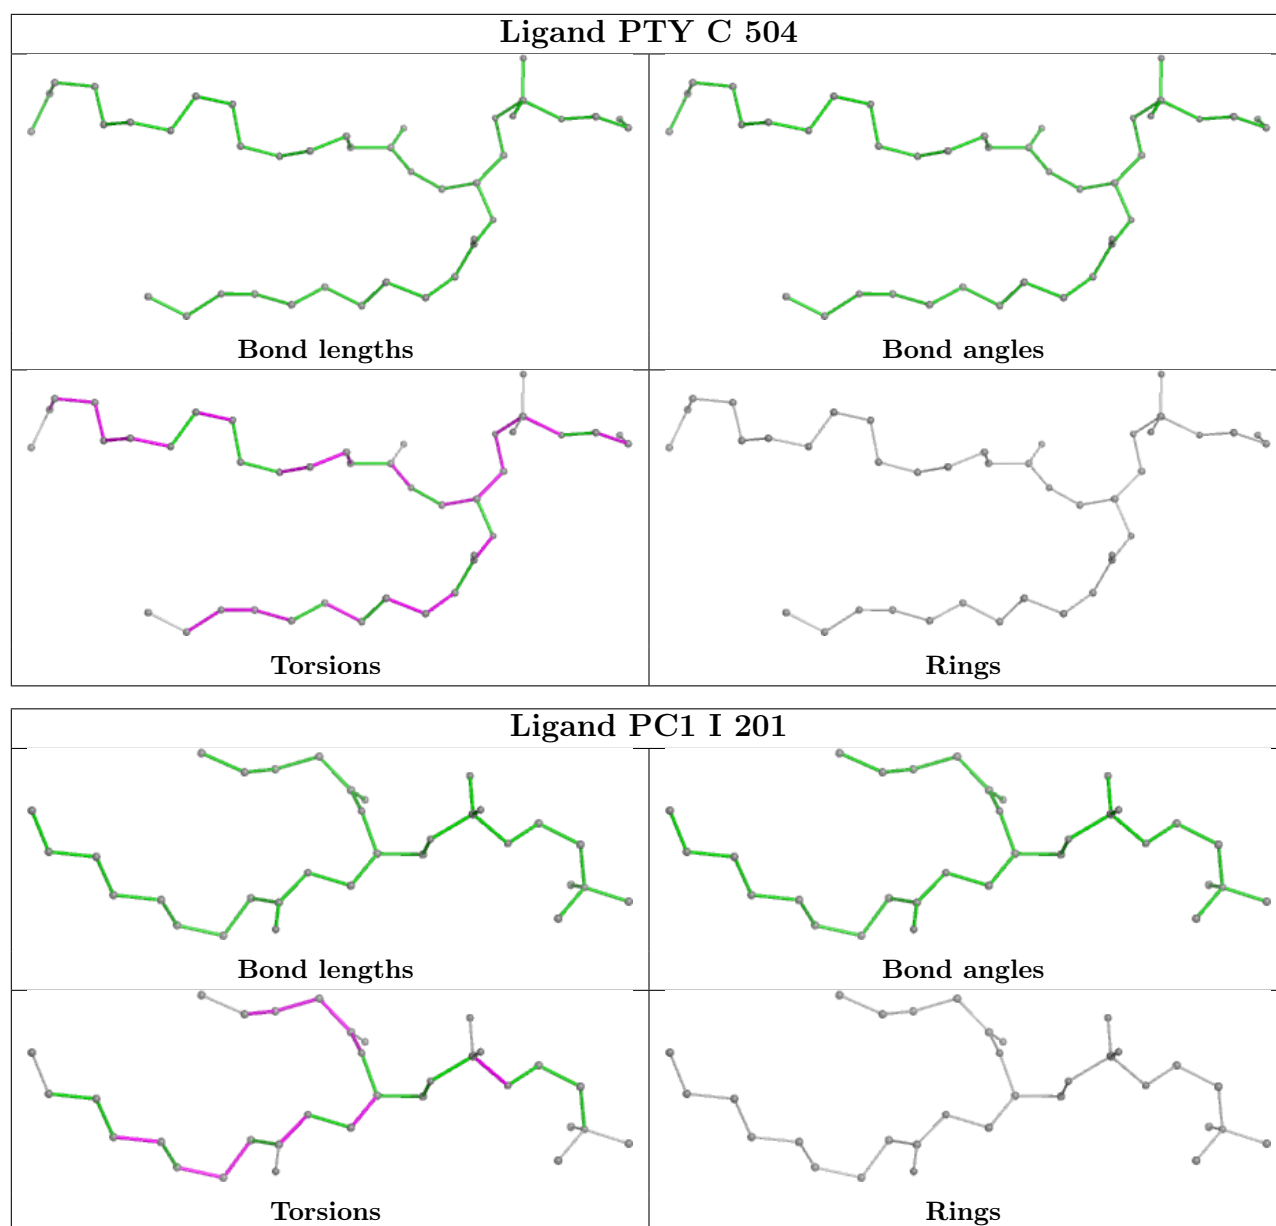 Ligand PTY C 504
Bond lengths
Bond angles
Torsions
Rings
Ligand PC1 I 201
Bond lengths
Bond angles
Torsions
Rings